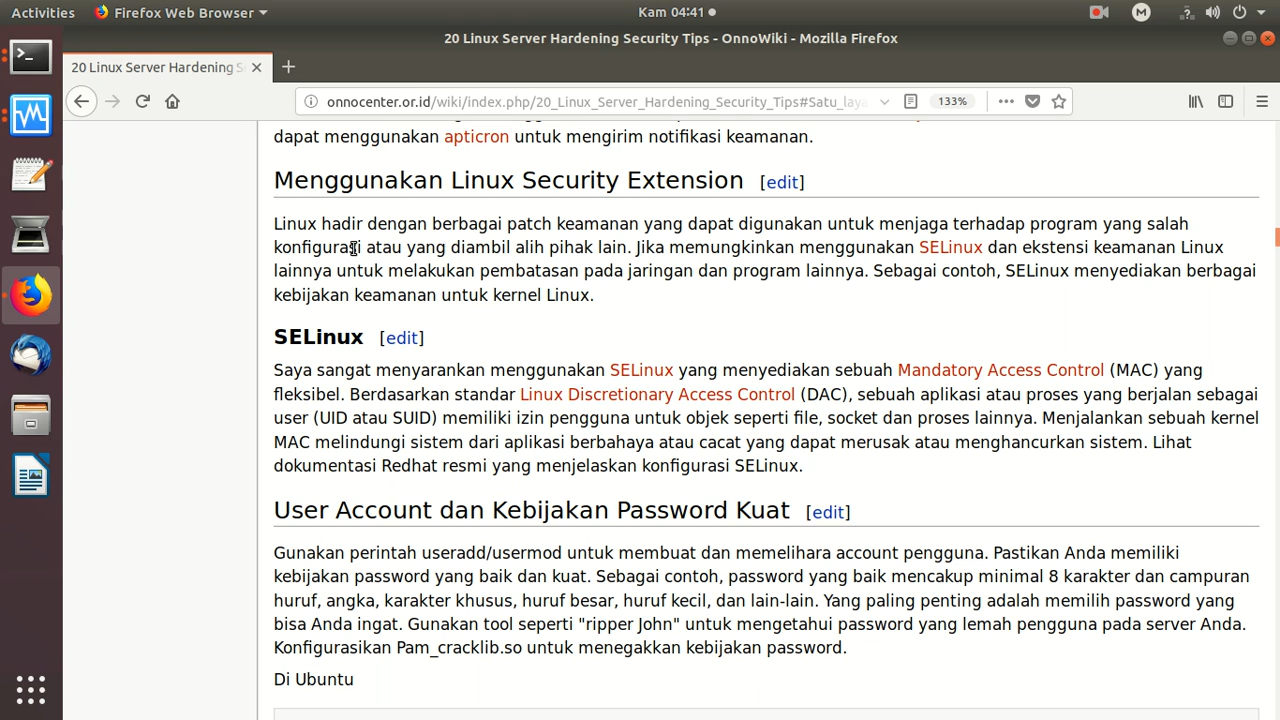 Activities Firefox Web Browser Kam 04:41
20 Linux Server Hardening Security Tips - OnnoWiki - Mozilla Firefox
20 Linux Server Hardening S
onnocenter.or.id/wiki/index.php/20_Linux_Server_Hardening_Security_Tips#Satu_laya 133%
dapat menggunakan apticron untuk mengirim notifikasi keamanan.
Menggunakan Linux Security Extension [edit]
Linux hadir dengan berbagai patch keamanan yang dapat digunakan untuk menjaga terhadap program yang salah
konfigurasi atau yang diambil alih pihak lain. Jika memungkinkan menggunakan SELinux dan ekstensi keamanan Linux
lainnya untuk melakukan pembatasan pada jaringan dan program lainnya. Sebagai contoh, SELinux menyediakan berbagai
kebijakan keamanan untuk kernel Linux.
SELinux [edit]
Saya sangat menyarankan menggunakan SELinux yang menyediakan sebuah Mandatory Access Control (MAC) yang
fleksibel. Berdasarkan standar Linux Discretionary Access Control (DAC), sebuah aplikasi atau proses yang berjalan sebagai
user (UID atau SUID) memiliki izin pengguna untuk objek seperti file, socket dan proses lainnya. Menjalankan sebuah kernel
MAC melindungi sistem dari aplikasi berbahaya atau cacat yang dapat merusak atau menghancurkan sistem. Lihat
dokumentasi Redhat resmi yang menjelaskan konfigurasi SELinux.
User Account dan Kebijakan Password Kuat [edit]
Gunakan perintah useradd/usermod untuk membuat dan memelihara account pengguna. Pastikan Anda memiliki
kebijakan password yang baik dan kuat. Sebagai contoh, password yang baik mencakup minimal 8 karakter dan campuran
huruf, angka, karakter khusus, huruf besar, huruf kecil, dan lain-lain. Yang paling penting adalah memilih password yang
bisa Anda ingat. Gunakan tool seperti "ripper John" untuk mengetahui password yang lemah pengguna pada server Anda.
Konfigurasikan Pam_cracklib.so untuk menegakkan kebijakan password.
Di Ubuntu